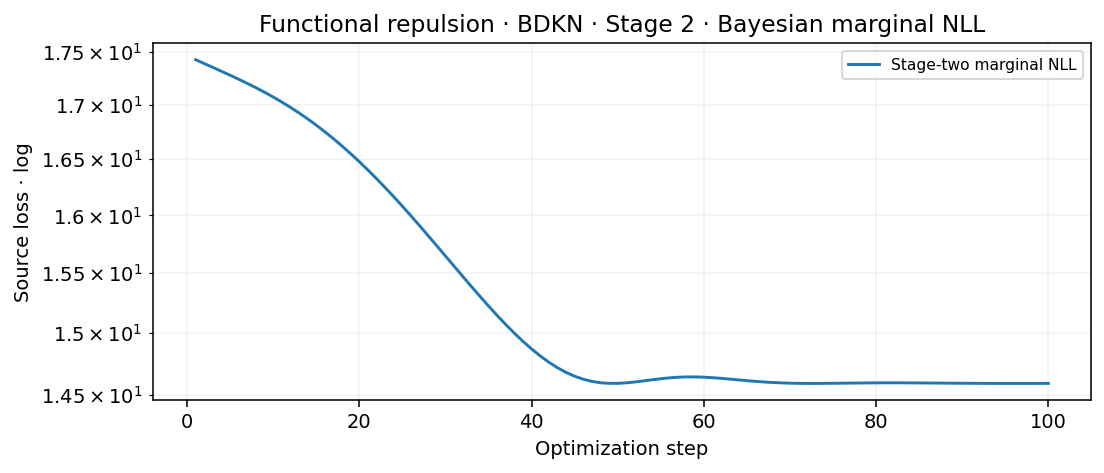 Functional repulsion · BDKN · Stage 2 · Bayesian marginal NLL
Stage-two marginal NLL
Source loss · log
1.75 × 10¹
1.7 × 10¹
1.65 × 10¹
1.6 × 10¹
1.55 × 10¹
1.5 × 10¹
1.45 × 10¹
0 20 40 60 80 100
Optimization step